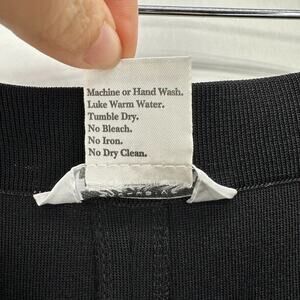 Machine or Hand Wash.
Luke Warm Water.
Tumble Dry.
No Bleach.
No Iron.
No Dry Clean.